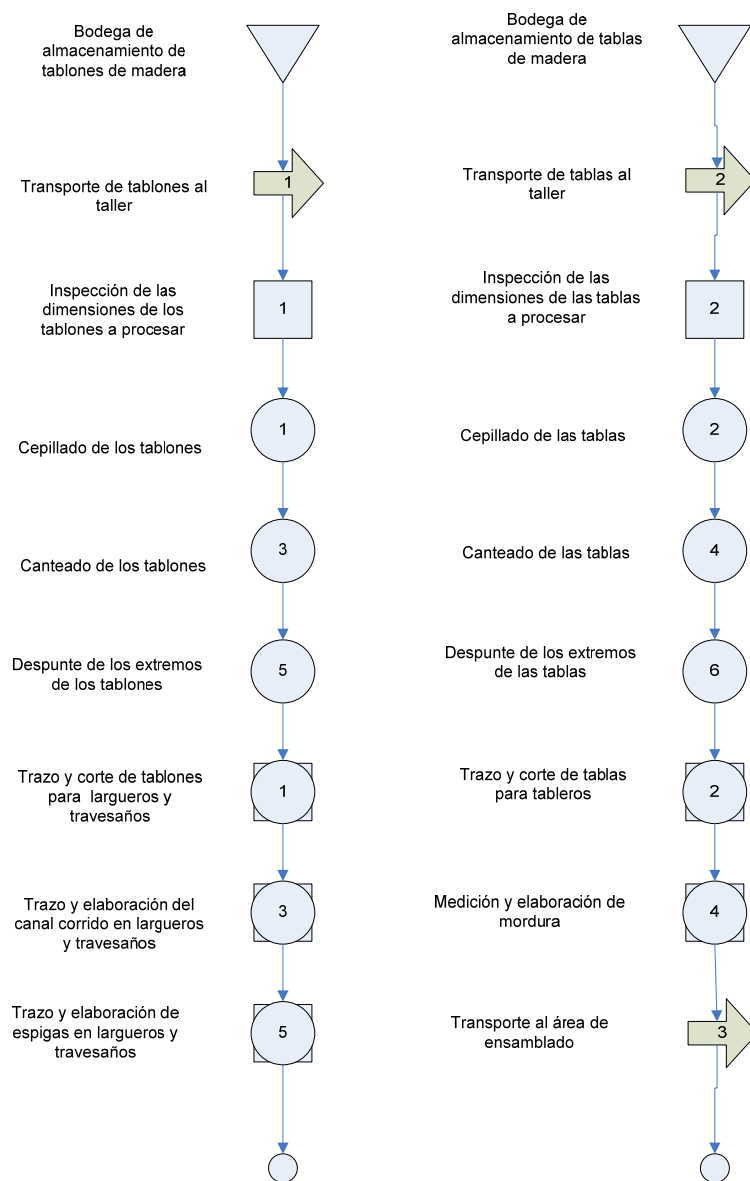 Bodega de
almacenamiento de
tablones de madera
Transporte de tablones al
taller
1
Inspección de las
dimensiones de los
tablones a procesar
1
Cepillado de los tablones
1
Canteado de los tablones
3
Despunte de los extremos
de los tablones
5
Trazo y corte de tablones
para largueros y
travesaños
1
Trazo y elaboración del
canal corrido en largueros
y travesaños
3
Trazo y elaboración de
espigas en largueros y
travesaños
5
Bodega de
almacenamiento de tablas
de madera
Transporte de tablas al
taller
2
Inspección de las
dimensiones de las tablas
a procesar
2
Cepillado de las tablas
2
Canteado de las tablas
4
Despunte de los extremos
de las tablas
6
Trazo y corte de tablas
para tableros
2
Medición y elaboración de
mordura
4
Transporte al área de
ensamblado
3